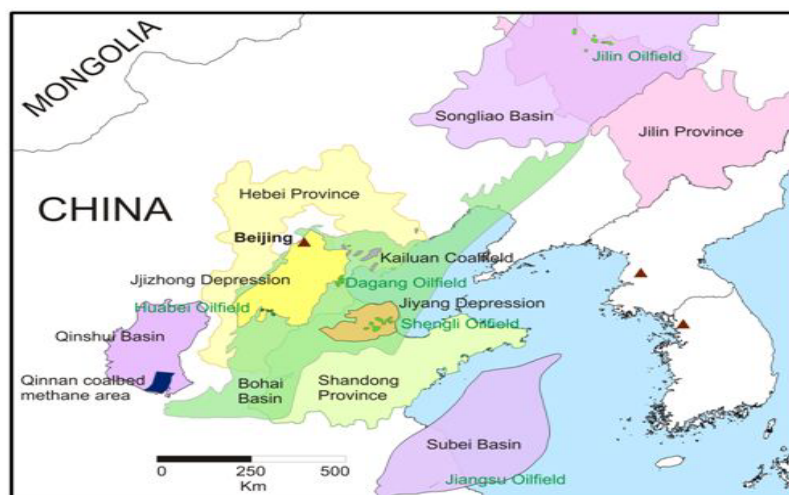 MONGOLIA
Jilin Oilfield
Songliao Basin
Jilin Province
Hebei Province
CHINA
Beijing
Kailuan Coalfield
Jjizhong Depression
Dagang Oilfield
Huabei Oilfield
Jiyang Depression
Shengli Oilfield
Qinshui Basin
Qinnan coalbed
methane area
Bohai
Basin
Shandong
Province
Subei Basin
Jiangsu Oilfield
0 250 500
Km